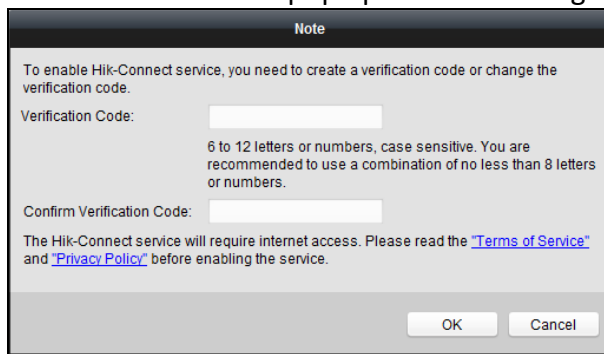 Note
To enable Hik-Connect service, you need to create a verification code or change the
verification code.
Verification Code:
6 to 12 letters or numbers, case sensitive. You are
recommended to use a combination of no less than 8 letters
or numbers.
Confirm Verification Code:
The Hik-Connect service will require internet access. Please read the "Terms of Service"
and "Privacy Policy" before enabling the service.
OK Cancel